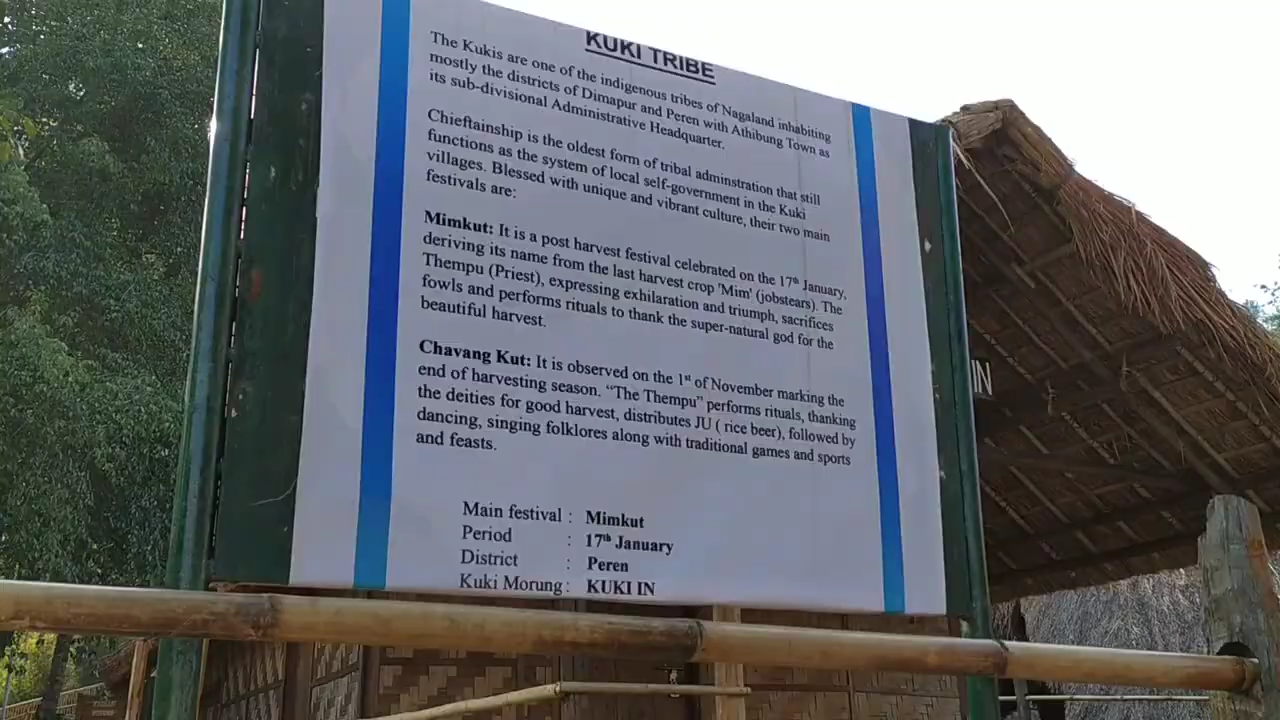 KUKI TRIBE
The Kukis are one of the indigenous tribes of Nagaland inhabiting
mostly the districts of Dimapur and Peren with Athibung Town as
its sub-divisional Administrative Headquarter.
Chieftainship is the oldest form of tribal adminstration that still
functions as the system of local self-government in the Kuki
villages. Blessed with unique and vibrant culture, their two main
festivals are:
Mimkut: It is a post harvest festival celebrated on the 17th January,
deriving its name from the last harvest crop 'Mim' (jobstears). The
Thempu (Priest), expressing exhilaration and triumph, sacrifices
fowls and performs rituals to thank the super-natural god for the
beautiful harvest.
Chavang Kut: It is observed on the 1st of November marking the
end of harvesting season. “The Thempu” performs rituals, thanking
the deities for good harvest, distributes JU ( rice beer), followed by
dancing, singing folklores along with traditional games and sports
and feasts.
Main festival : Mimkut
Period : 17th January
District : Peren
Kuki Morung : KUKI IN
IN